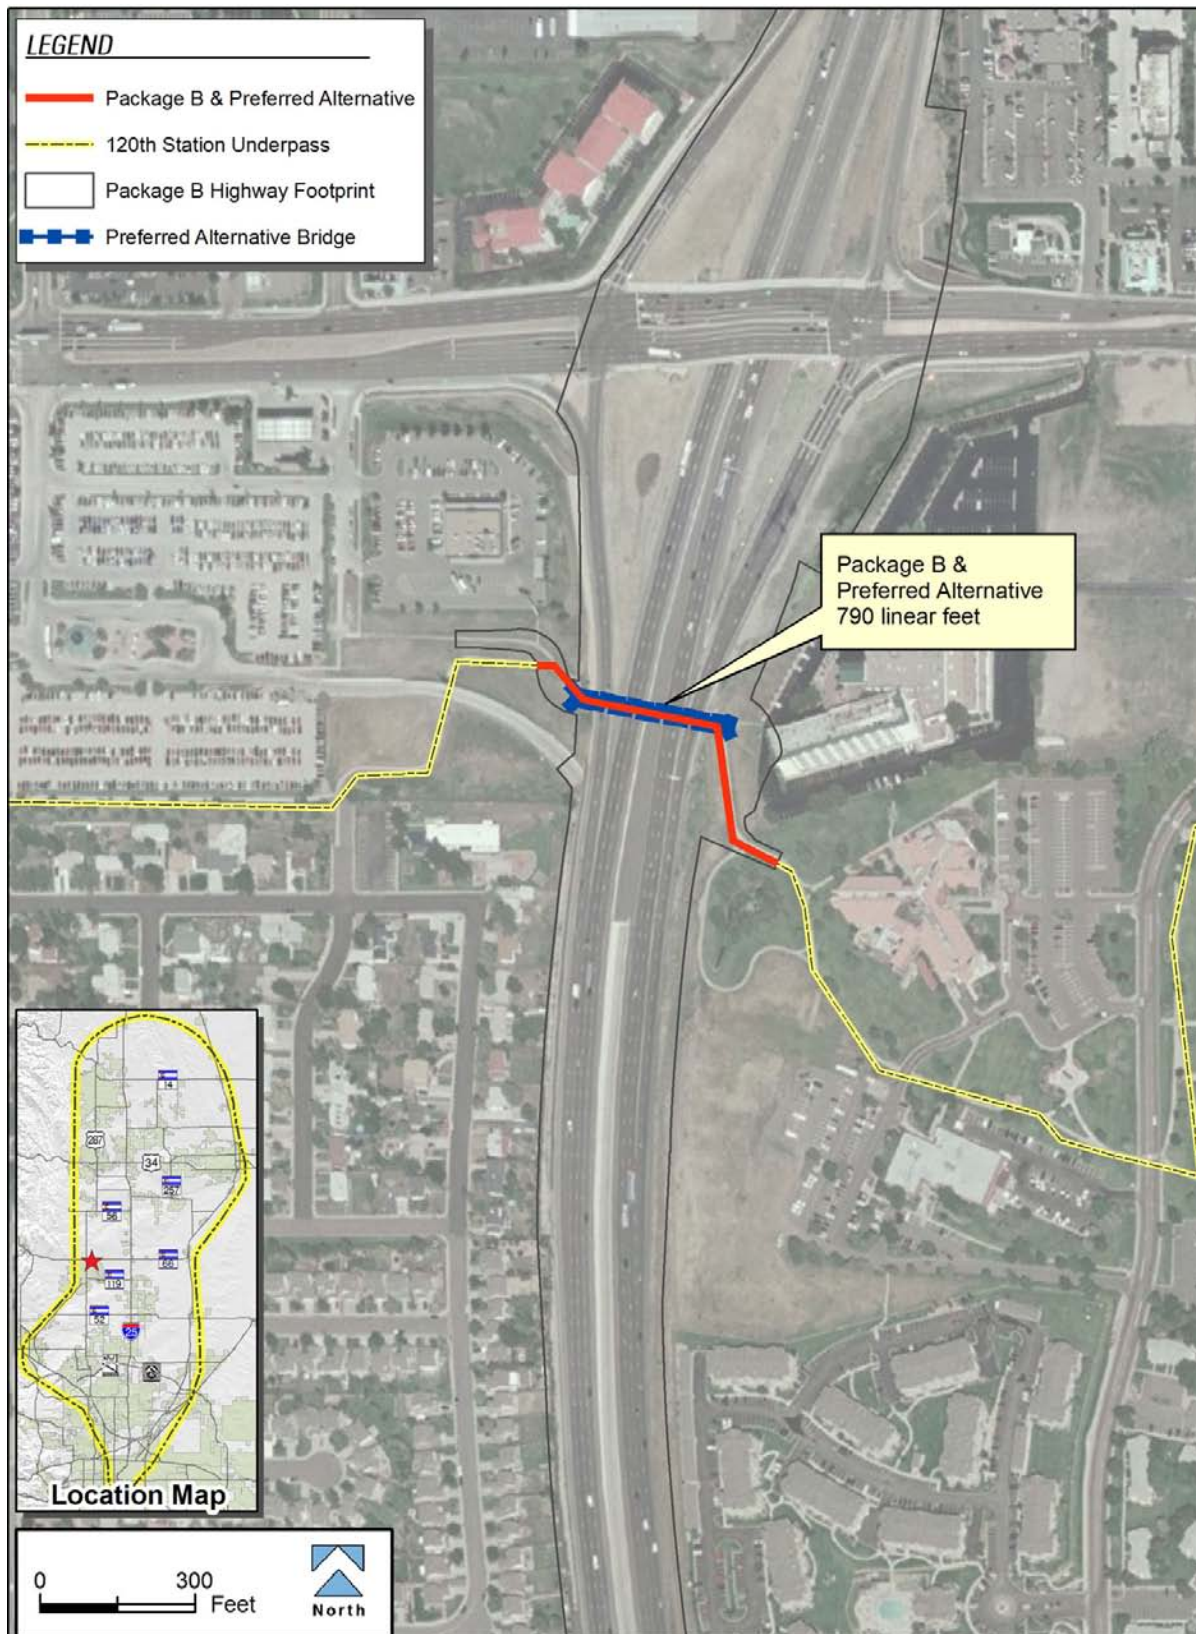 LEGEND
Package B & Preferred Alternative
120th Station Underpass
Package B Highway Footprint
Preferred Alternative Bridge
Package B &
Preferred Alternative
790 linear feet
14
287
34
257
56
66
119
52
25
Location Map
0 300
Feet
North